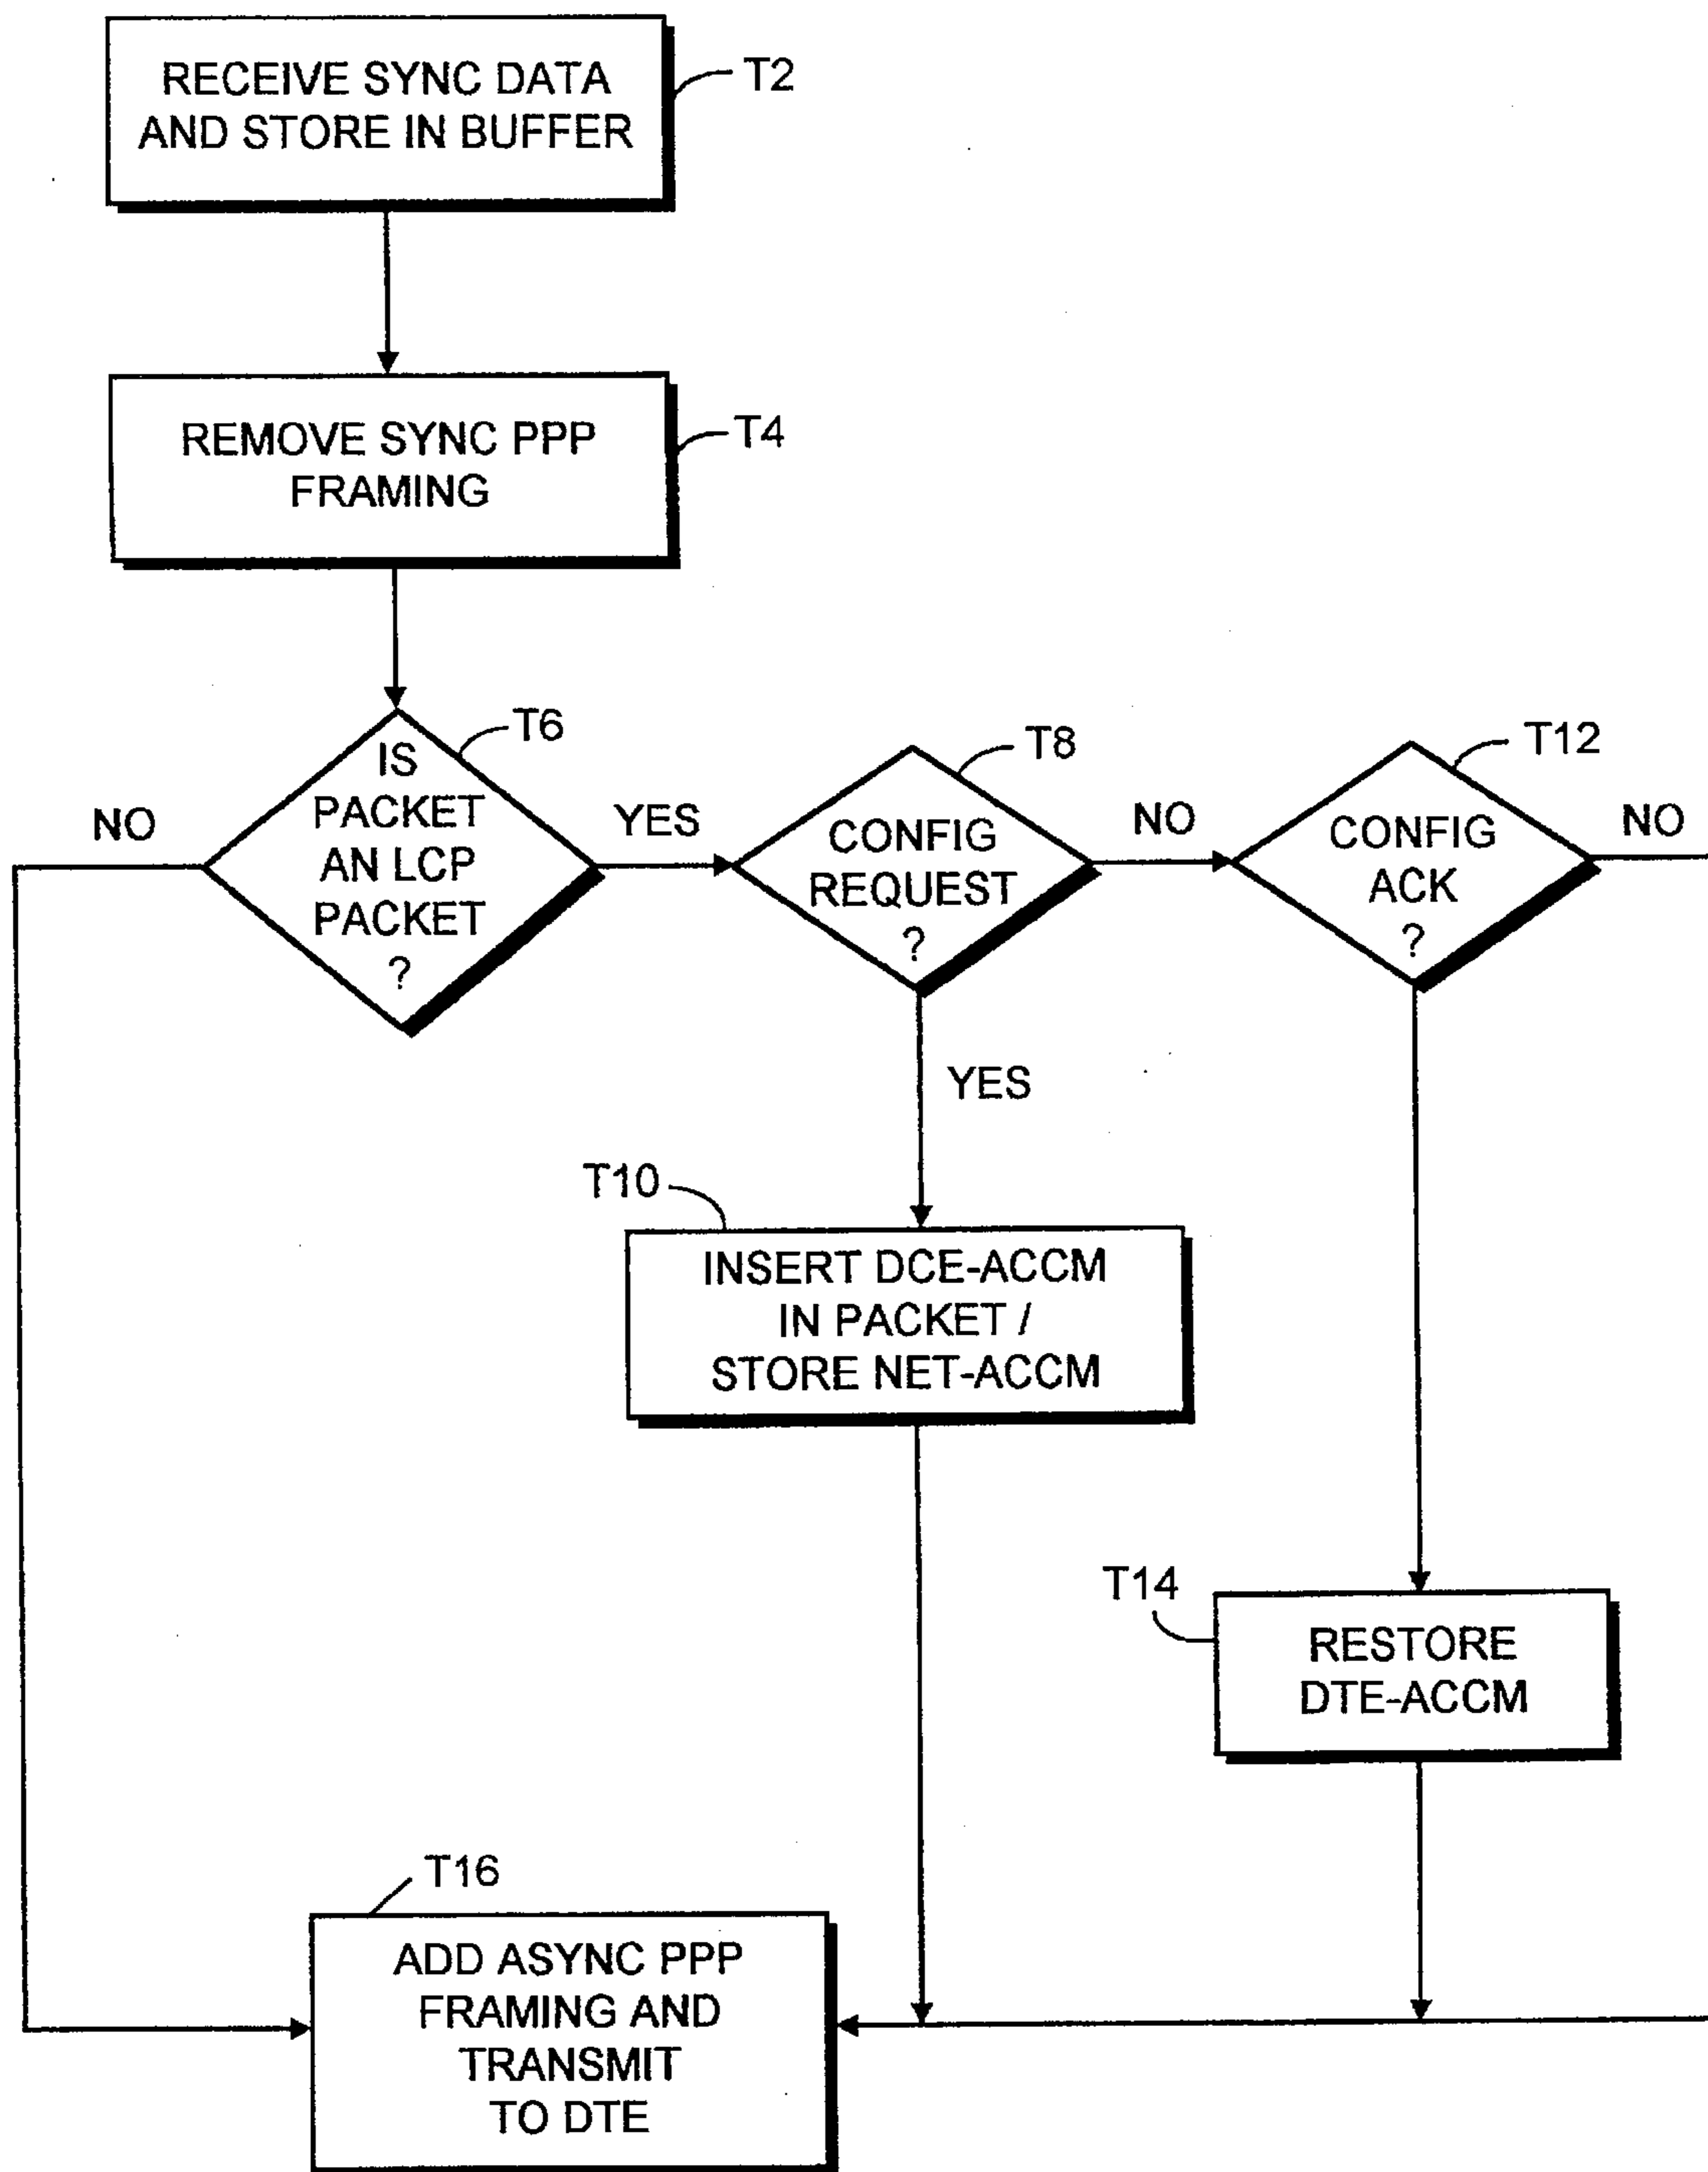 RECEIVE SYNC DATA
AND STORE IN BUFFER
T2
REMOVE SYNC PPP
FRAMING
T4
T6
IS
PACKET
AN LCP
PACKET
?
NO
YES
T8
CONFIG
REQUEST
?
NO
YES
T12
CONFIG
ACK
?
NO
T10
INSERT DCE-ACCM
IN PACKET /
STORE NET-ACCM
T14
RESTORE
DTE-ACCM
T16
ADD ASYNC PPP
FRAMING AND
TRANSMIT
TO DTE